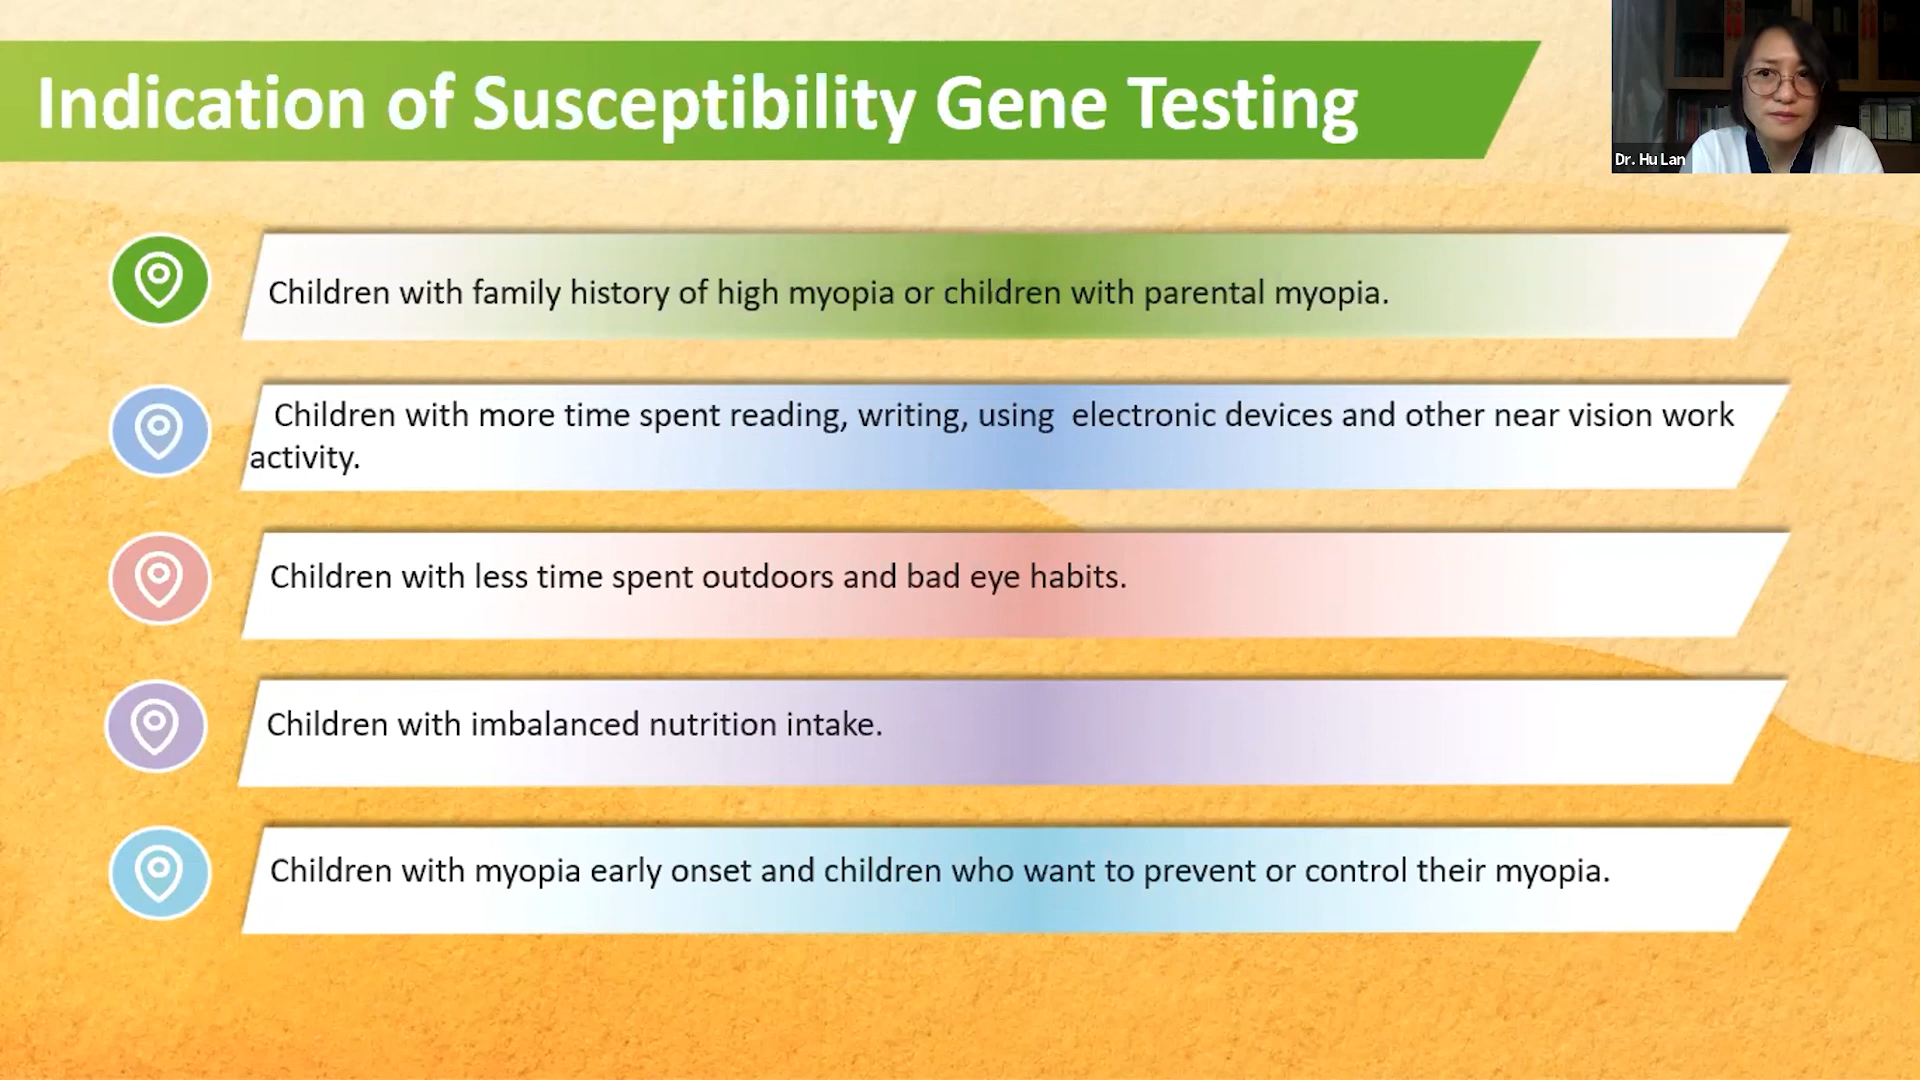 Indication of Susceptibility Gene Testing
Dr. Hu Lan
Children with family history of high myopia or children with parental myopia.
Children with more time spent reading, writing, using electronic devices and other near vision work
activity.
Children with less time spent outdoors and bad eye habits.
Children with imbalanced nutrition intake.
Children with myopia early onset and children who want to prevent or control their myopia.